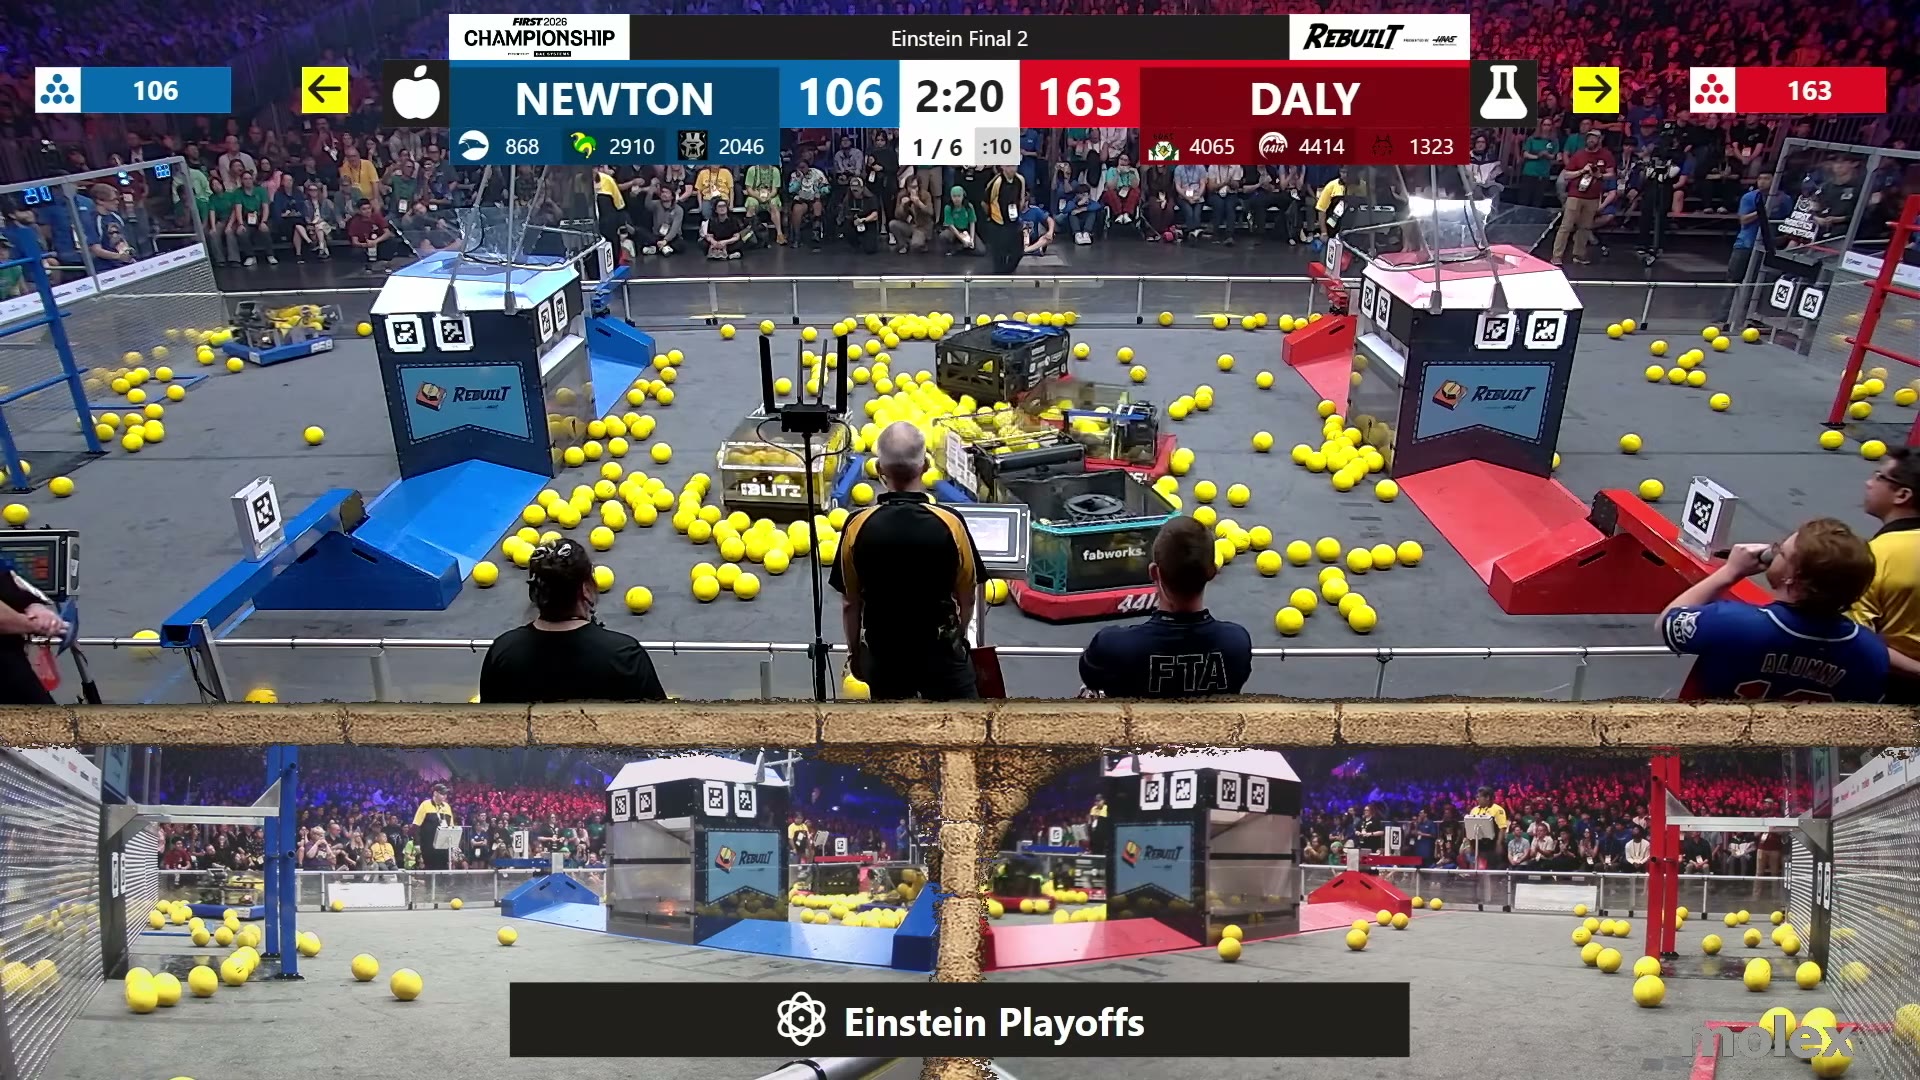 FIRST 2026
CHAMPIONSHIP
Einstein Final 2
REBUILT
106
NEWTON
106
2:20
163
DALY
163
868
2910
2046
1 / 6
:10
4065
4414
1323
REBUILT
REBUILT
BLITZ
fabworks.
441
FTA
ALUMNI
REBUILT
REBUILT
Einstein Playoffs
molex